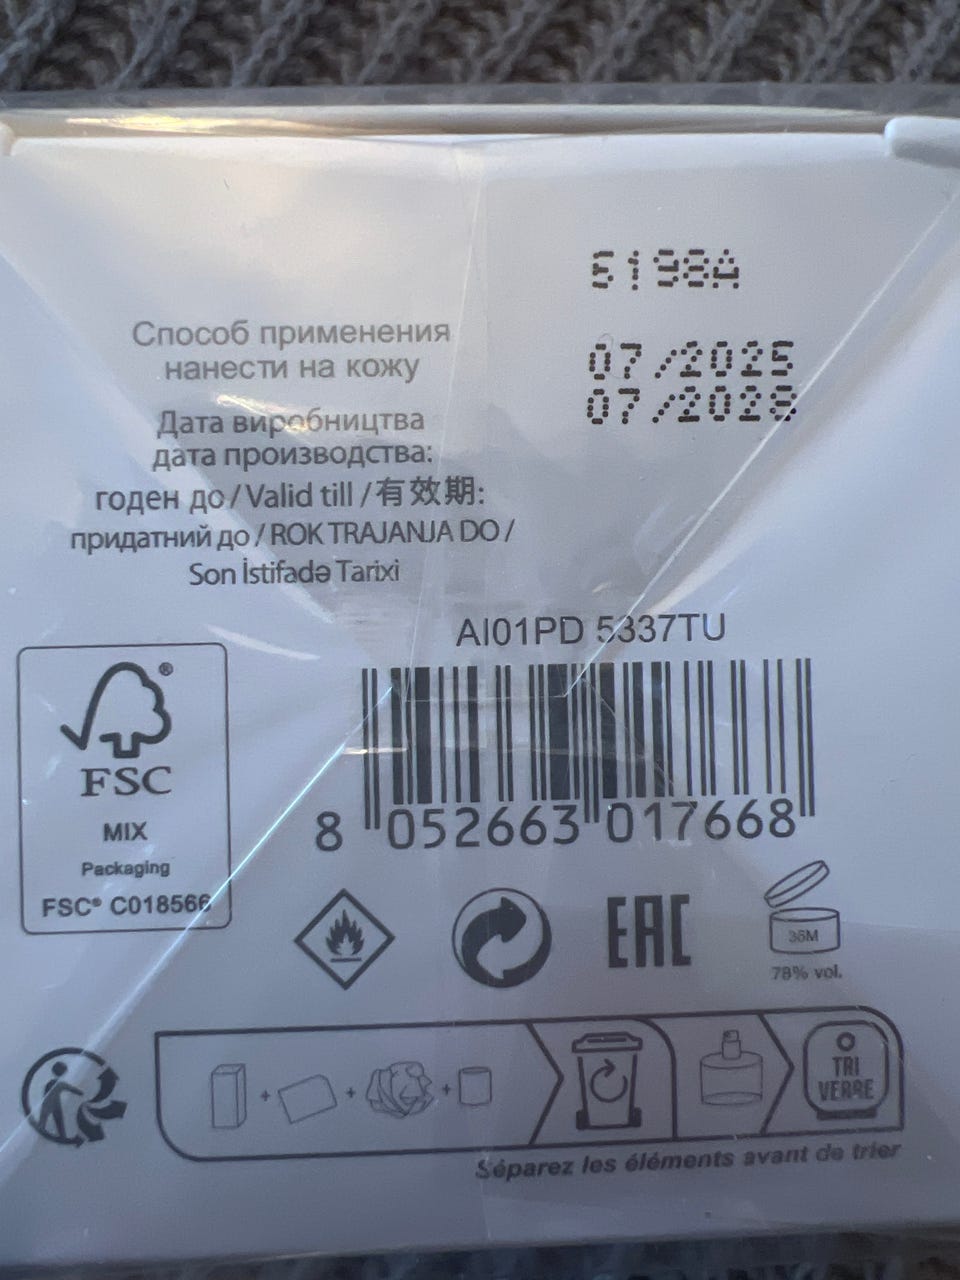 5198A
07/2025
07/2028
Способ применения
нанести на кожу
Дата виробництва
дата производства:
годен до / Valid till / 有效期:
придатний до / ROK TRAJANJA DO /
Son İstifadə Tarixi
AI01PD 5337TU
8 052663 017668
FSC®
MIX
Packaging
FSC® C018566
EAC
36M
78% vol.
TRI
VERRE
Séparez les éléments avant de trier